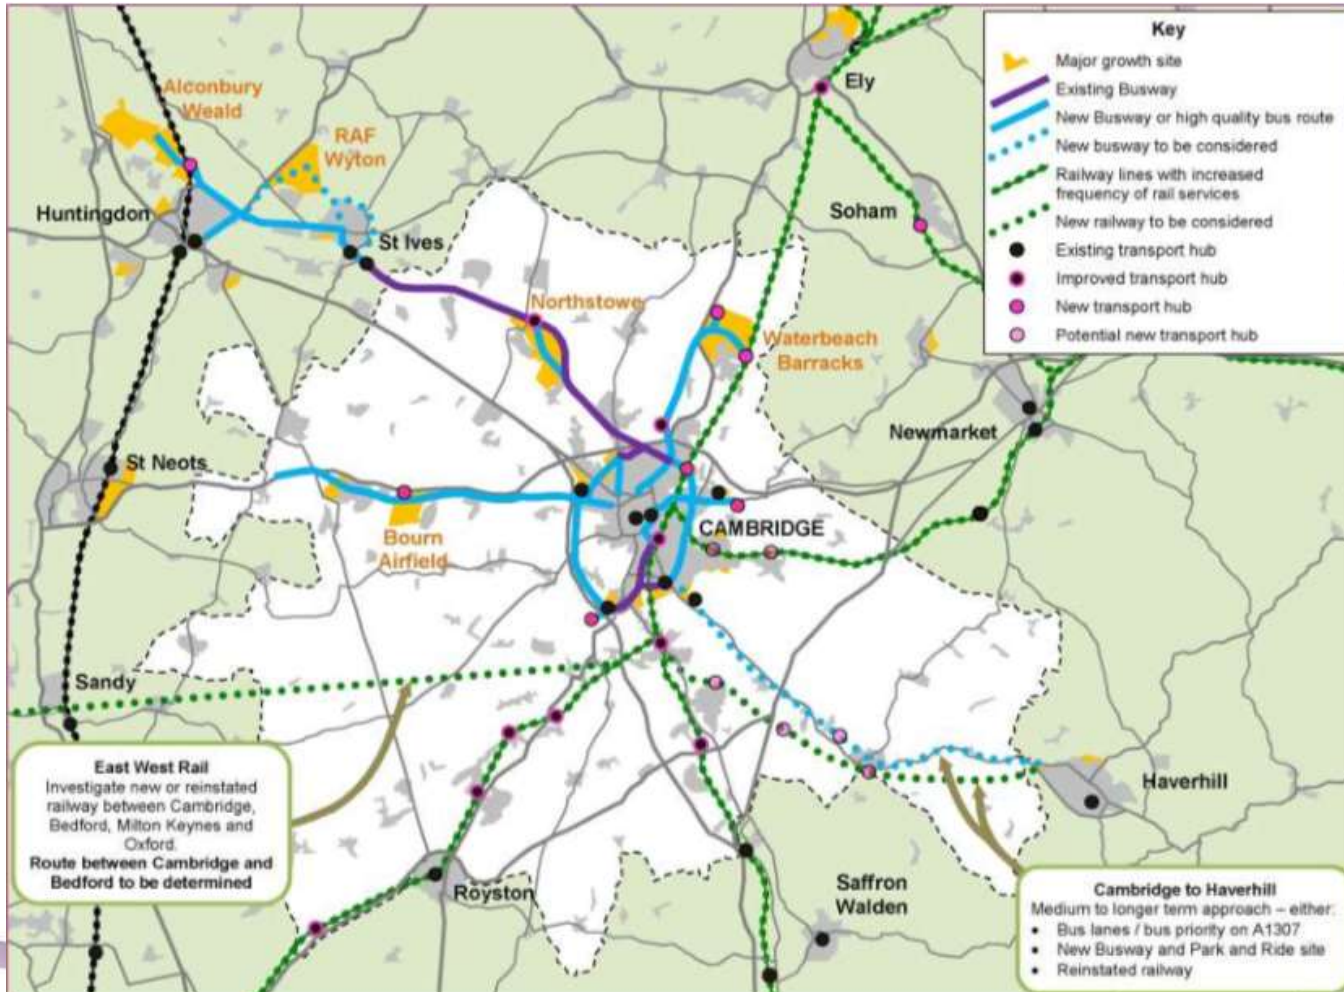 Key
Major growth site
Existing Busway
New Busway or high quality bus route
New busway to be considered
Railway lines with increased
frequency of rail services
New railway to be considered
Existing transport hub
Improved transport hub
New transport hub
Potential new transport hub
Alconbury
Weald
RAF
Wyton
Ely
Huntingdon
St Ives
Soham
Northstowe
Waterbeach
Barracks
Newmarket
St Neots
CAMBRIDGE
Bourn
Airfield
Sandy
Haverhill
Royston
Saffron
Walden
East West Rail
Investigate new or reinstated
railway between Cambridge,
Bedford, Milton Keynes and
Oxford.
Route between Cambridge and
Bedford to be determined
Cambridge to Haverhill
Medium to longer term approach – either:
• Bus lanes / bus priority on A1307
• New Busway and Park and Ride site
• Reinstated railway